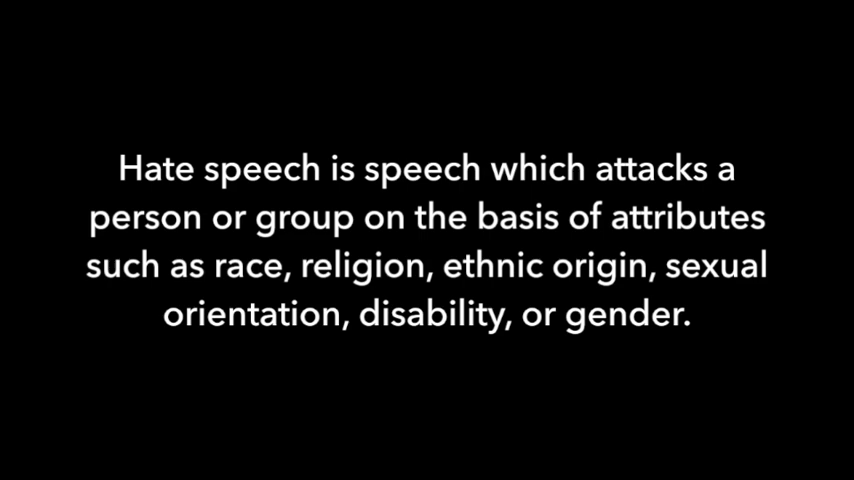 Hate speech is speech which attacks a
person or group on the basis of attributes
such as race, religion, ethnic origin, sexual
orientation, disability, or gender.